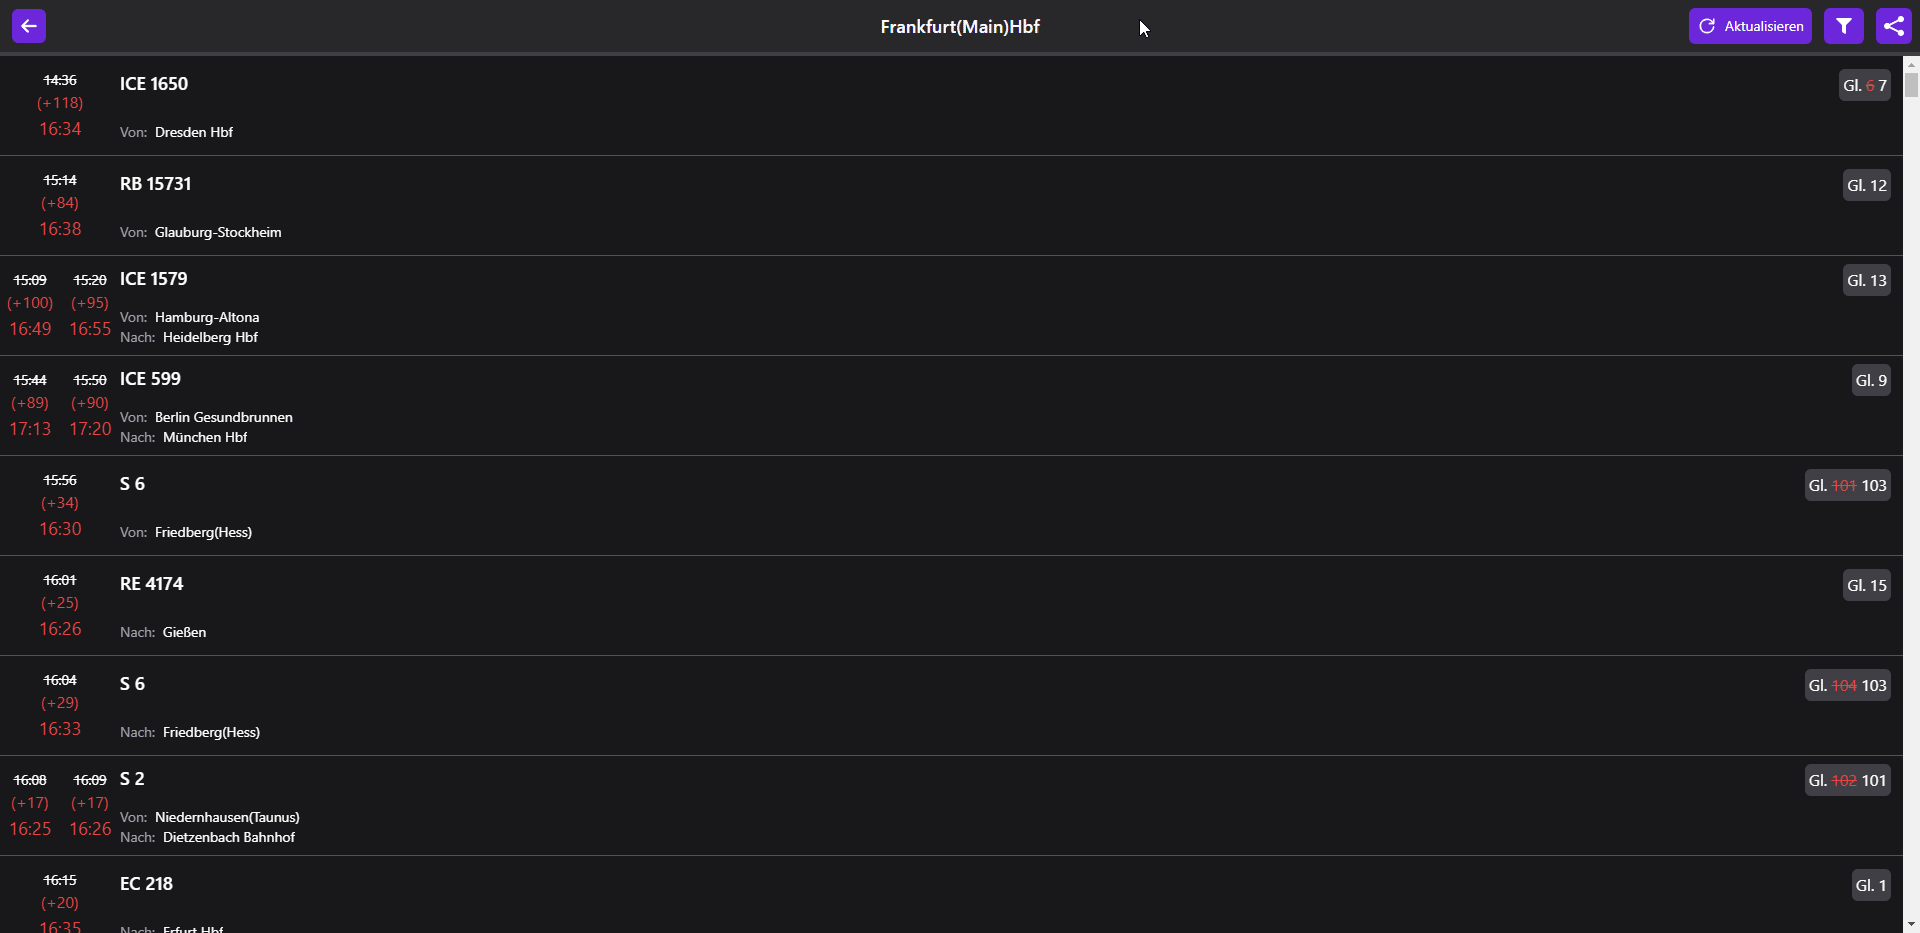 Frankfurt(Main)Hbf
Aktualisieren
14:36
(+118)
16:34
ICE 1650
Von: Dresden Hbf
Gl. 6 7
15:14
(+84)
16:38
RB 15731
Von: Glauburg-Stockheim
Gl. 12
15:09 15:20
(+100) (+95)
16:49 16:55
ICE 1579
Von: Hamburg-Altona
Nach: Heidelberg Hbf
Gl. 13
15:44 15:50
(+89) (+90)
17:13 17:20
ICE 599
Von: Berlin Gesundbrunnen
Nach: München Hbf
Gl. 9
15:56
(+34)
16:30
S 6
Von: Friedberg(Hess)
Gl. 101 103
16:01
(+25)
16:26
RE 4174
Nach: Gießen
Gl. 15
16:04
(+29)
16:33
S 6
Nach: Friedberg(Hess)
Gl. 104 103
16:08 16:09
(+17) (+17)
16:25 16:26
S 2
Von: Niedernhausen(Taunus)
Nach: Dietzenbach Bahnhof
Gl. 102 101
16:15
(+20)
16:35
EC 218
Nach: Erfurt Hbf
Gl. 1